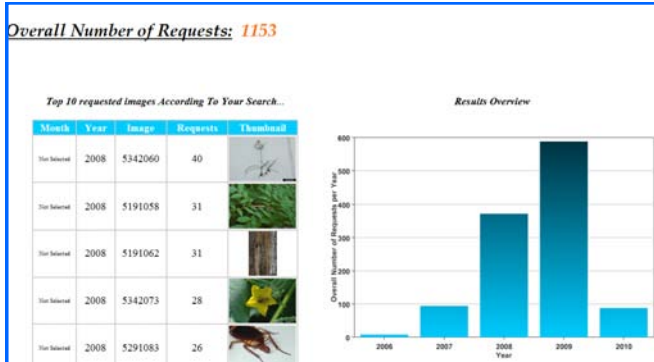 Overall Number of Requests: 1153
Top 10 requested images According To Your Search...
Month Year Image Requests Thumbnail
Not Selected 2008 5342060 40
Not Selected 2008 5191058 31
Not Selected 2008 5191062 31
Not Selected 2008 5342073 28
Not Selected 2008 5291083 26
Results Overview
Overall Number of Requests per Year
600
500
400
300
200
100
0
2006 2007 2008 2009 2010
Year